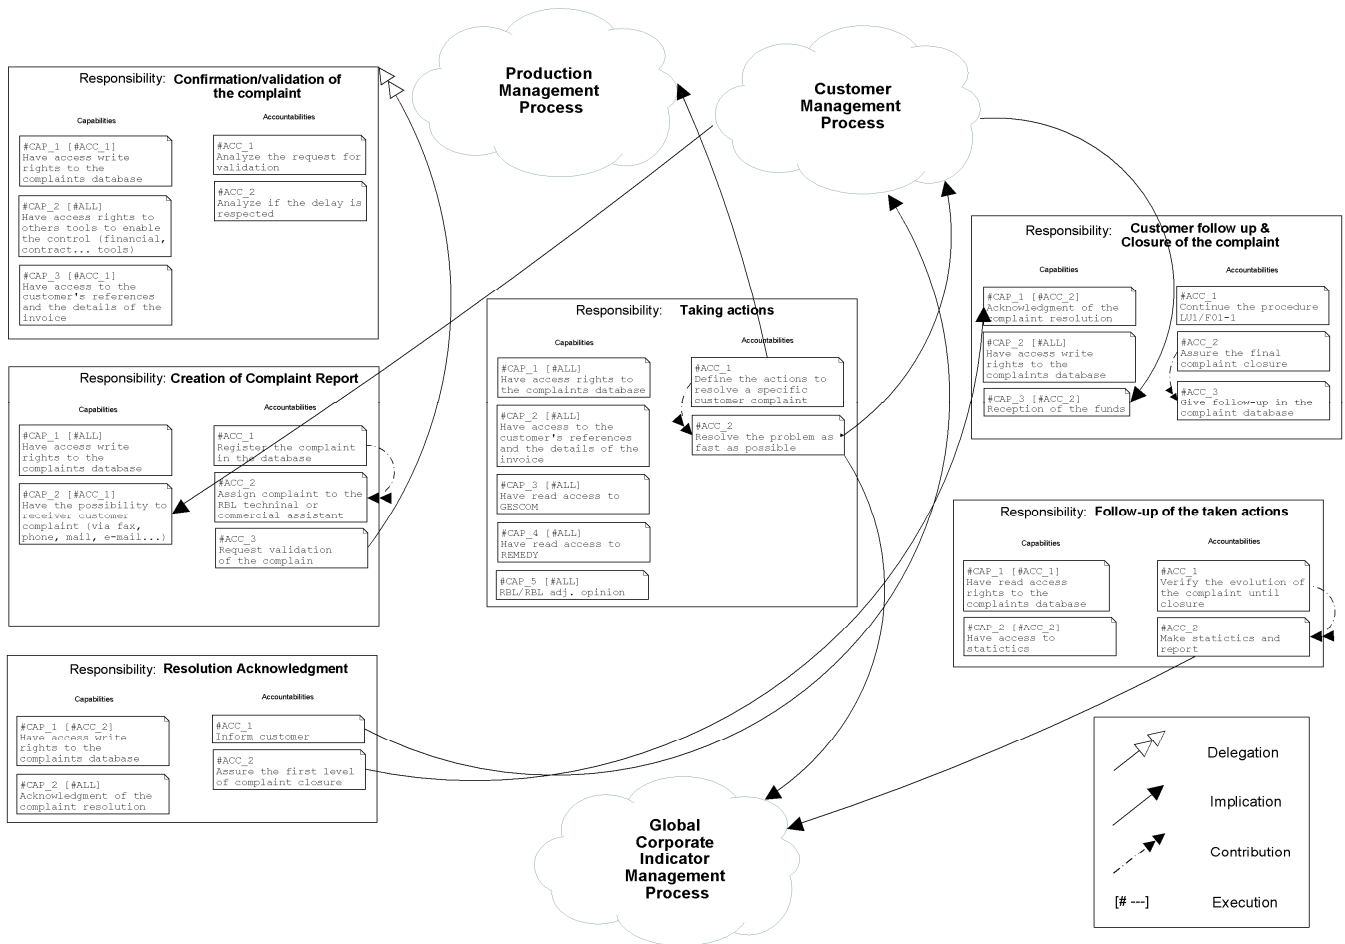 Production
Management
Process
Customer
Management
Process
Responsibility: Confirmation/validation of
the complaint
Capabilities
Accountabilities
#CAP_1 [#ACC_1]
Have access write
rights to the
complaints database
#CAP_2 [#ALL]
Have access rights to
others tools to enable
the control (financial,
contract... tools)
#CAP_3 [#ACC_1]
Have access to the
customer's references
and the details of the
invoice
#ACC_1
Analyze the request for
validation
#ACC_2
Analyze if the delay is
respected
Responsibility: Creation of Complaint Report
Capabilities
Accountabilities
#CAP_1 [#ALL]
Have access write
rights to the
complaints database
#CAP_2 [#ACC_1]
Have the possibility to
receiver customer
complaint (via fax,
phone, mail, e-mail...)
#ACC_1
Register the complaint
in the database
#ACC_2
Assign complaint to the
RBL techninal or
commercial assistant
#ACC_3
Request validation
of the complain
Responsibility: Resolution Acknowledgment
Capabilities
Accountabilities
#CAP_1 [#ACC_2]
Have access write
rights to the
complaints database
#CAP_2 [#ALL]
Acknowledgment of the
complaint resolution
#ACC_1
Inform customer
#ACC_2
Assure the first level
of complaint closure
Responsibility: Taking actions
Capabilities
Accountabilities
#CAP_1 [#ALL]
Have access rights to
the complaints database
#CAP_2 [#ALL]
Have access to the
customer's references
and the details of the
invoice
#CAP_3 [#ALL]
Have read access to
GESCOM
#CAP_4 [#ALL]
Have read access to
REMEDY
#CAP_5 [#ALL]
RBL/RBL adj. opinion
#ACC_1
Define the actions to
resolve a specific
customer complaint
#ACC_2
Resolve the problem as
fast as possible
Responsibility: Customer follow up &
Closure of the complaint
Capabilities
Accountabilities
#CAP_1 [#ACC_2]
Acknowledgment of the
complaint resolution
#CAP_2 [#ALL]
Have access write
rights to the
complaints database
#CAP_3 [#ACC_2]
Reception of the funds
#ACC_1
Continue the procedure
LU1/F01-1
#ACC_2
Assure the final
complaint closure
#ACC_3
Give follow-up in the
complaint database
Responsibility: Follow-up of the taken actions
Capabilities
Accountabilities
#CAP_1 [#ACC_1]
Have read access
rights to the
complaints database
#CAP_2 [#ACC_2]
Have access to
statictics
#ACC_1
Verify the evolution of
the complaint until
closure
#ACC_2
Make statictics and
report
Global
Corporate
Indicator
Management
Process
Delegation
Implication
Contribution
[# ---] Execution